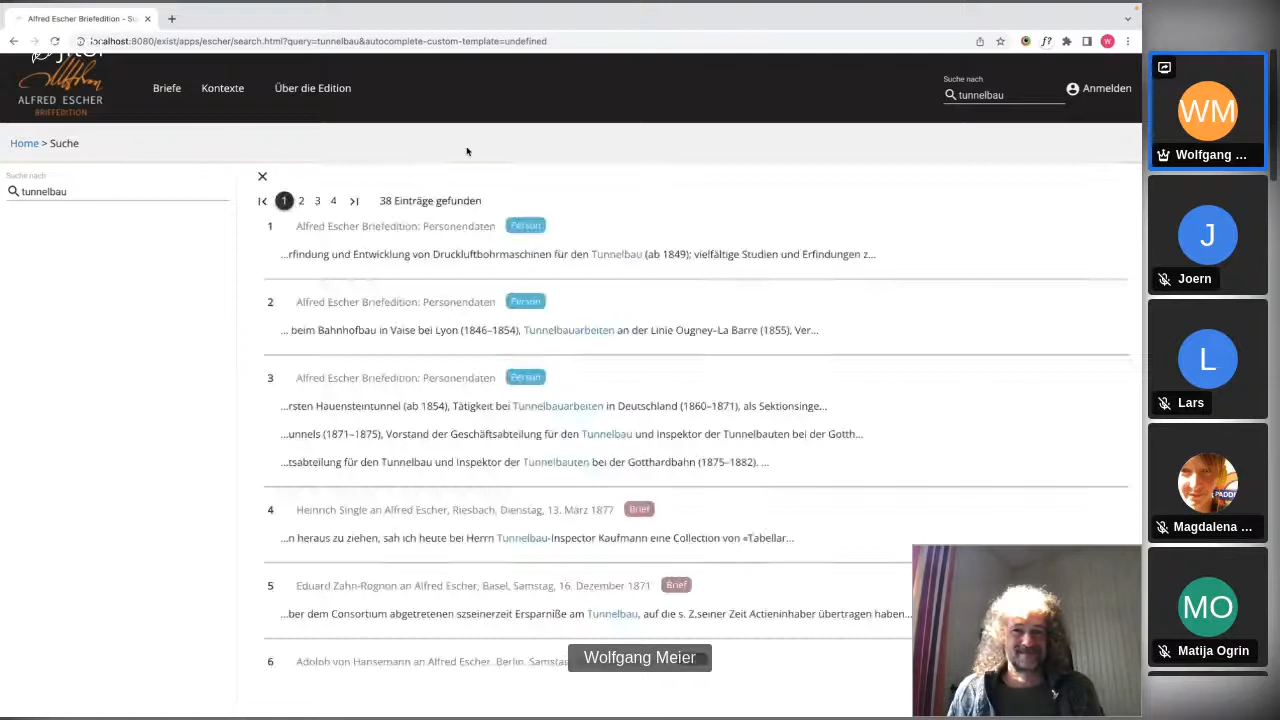 Alfred Escher Briefedition - Su
localhost:8080/exist/apps/escher/search.html?query=tunnelbau&autocomplete-custom-template=undefined
ALFRED ESCHER
BRIEFEDITION
Briefe
Kontexte
Über die Edition
Suche nach
tunnelbau
Anmelden
Home > Suche
Suche nach
tunnelbau
1 2 3 4 38 Einträge gefunden
1 Alfred Escher Briefedition: Personendaten Person
...rfindung und Entwicklung von Druckluftbohrmaschinen für den Tunnelbau (ab 1849); vielfältige Studien und Erfindungen z...
2 Alfred Escher Briefedition: Personendaten Person
... beim Bahnhofbau in Vaise bei Lyon (1846–1854), Tunnelbauarbeiten an der Linie Ougney–La Barre (1855), Ver...
3 Alfred Escher Briefedition: Personendaten Person
...rsten Hauensteintunnel (ab 1854), Tätigkeit bei Tunnelbauarbeiten in Deutschland (1860–1871), als Sektionsinge...
...unnels (1871–1875), Vorstand der Geschäftsabteilung für den Tunnelbau und Inspektor der Tunnelbauten bei der Gotth...
...tsabteilung für den Tunnelbau und Inspektor der Tunnelbauten bei der Gotthardbahn (1875–1882). ...
4 Heinrich Single an Alfred Escher, Riesbach, Dienstag, 13. März 1877 Brief
...n heraus zu ziehen, sah ich heute bei Herrn Tunnelbau-Inspector Kaufmann eine Collection von «Tabellar...
5 Eduard Zahn-Rognon an Alfred Escher, Basel, Samstag, 16. Dezember 1871 Brief
...ber dem Consortium abgetretenen szseinerzeit Ersparniße am Tunnelbau, auf die s. Z.seiner Zeit Actieninhaber übertragen haben...
6 Adolph von Hansemann an Alfred Escher, Berlin, Samsta
Wolfgang Meier
WM
Wolfgang ...
J
Joern
L
Lars
PADDI
Magdalena ...
MO
Matija Ogrin